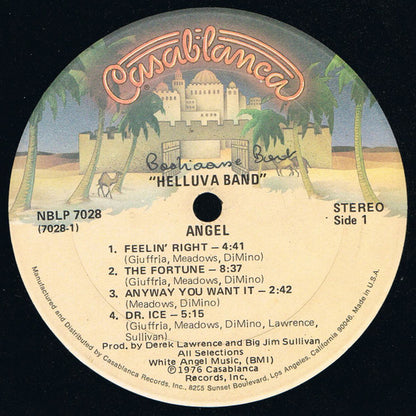 Casablanca
"HELLUVA BAND"
NBLP 7028
(7028-1)
ANGEL
STEREO
Side 1
1. FEELIN' RIGHT – 4:41
(Giuffria, Meadows, DiMino)
2. THE FORTUNE – 8:37
(Giuffria, Meadows, DiMino)
3. ANYWAY YOU WANT IT – 2:42
(Meadows, DiMino)
4. DR. ICE – 5:15
(Giuffria, Meadows, DiMino, Lawrence,
Sullivan)
Prod. by Derek Lawrence and Big Jim Sullivan
All Selections
White Angel Music, (BMI)
Ⓟ1976 Casablanca
Records, Inc.
Manufactured and Distributed by Casablanca Records, Inc., 8255 Sunset Boulevard, Los Angeles, California 90046. Made in U.S.A.